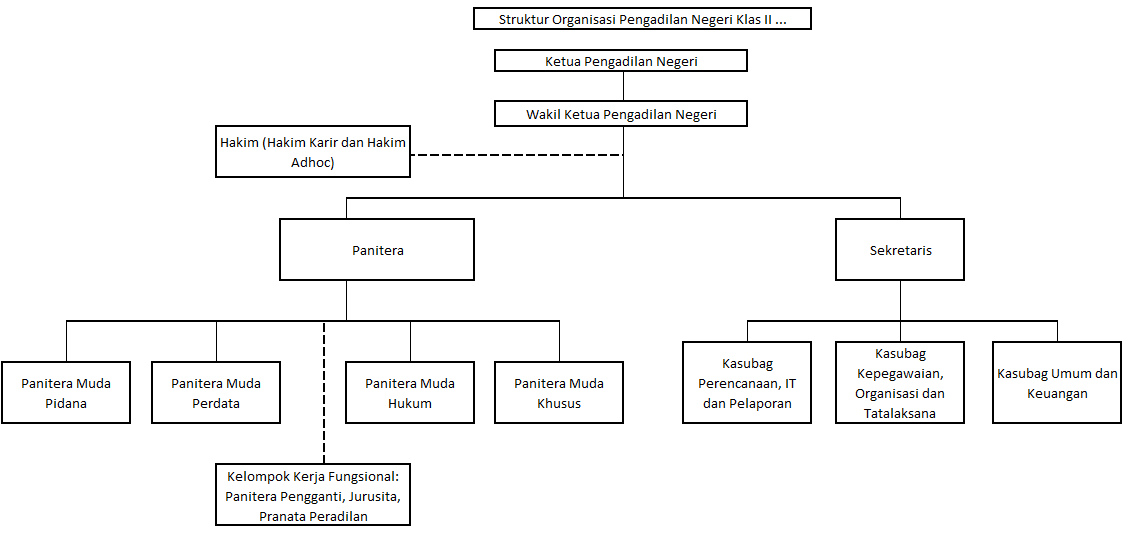 Struktur Organisasi Pengadilan Negeri Klas II ...
Ketua Pengadilan Negeri
Wakil Ketua Pengadilan Negeri
Hakim (Hakim Karir dan Hakim
Adhoc)
Panitera
Sekretaris
Panitera Muda
Pidana
Panitera Muda
Perdata
Panitera Muda
Hukum
Panitera Muda
Khusus
Kasubag
Perencanaan, IT
dan Pelaporan
Kasubag
Kepegawaian,
Organisasi dan
Tatalaksana
Kasubag Umum dan
Keuangan
Kelompok Kerja Fungsional:
Panitera Pengganti, Jurusita,
Pranata Peradilan